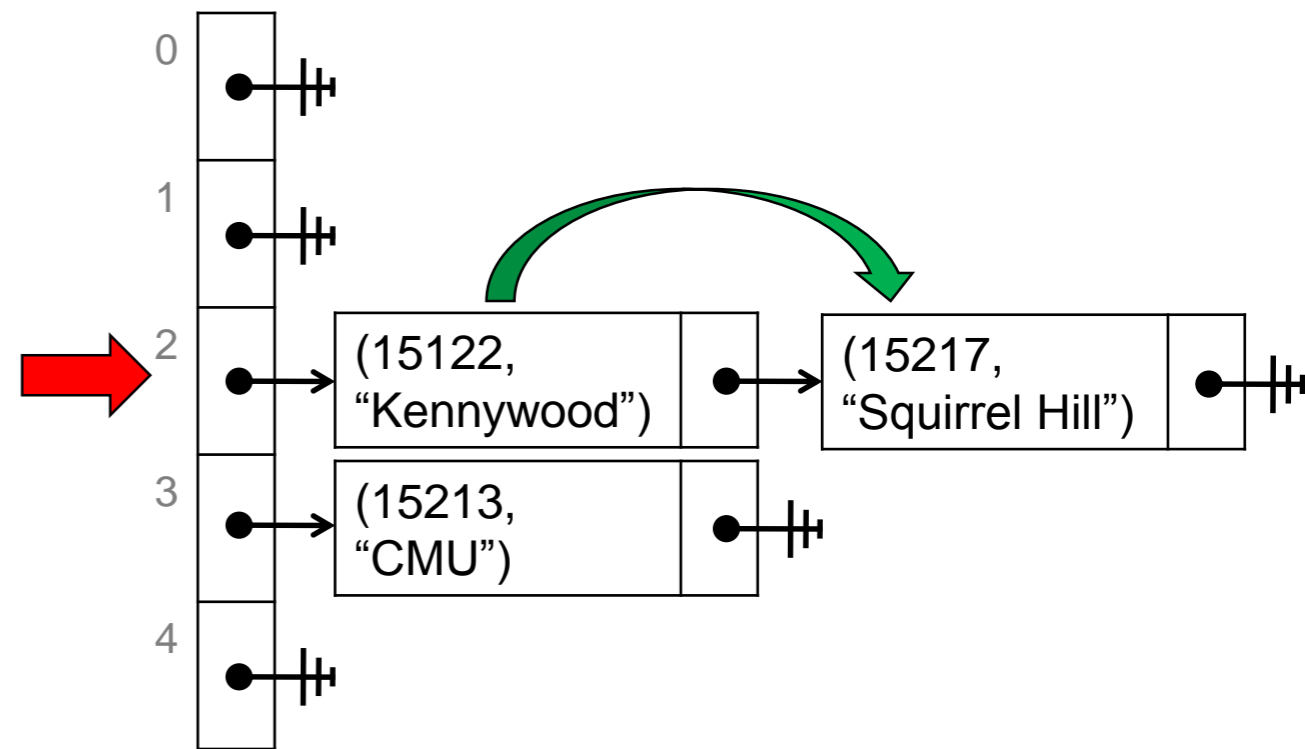 0
1
2
(15122,
“Kennywood”)
(15217,
“Squirrel Hill”)
3
(15213,
“CMU”)
4